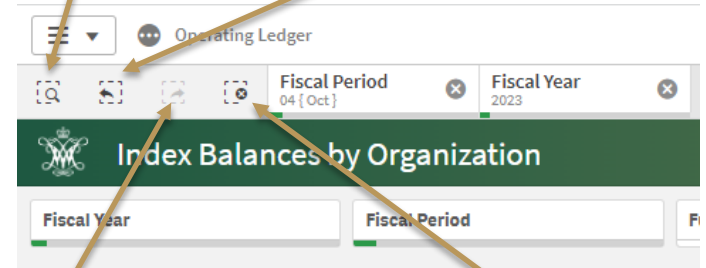 Operating Ledger
Fiscal Period
04 { Oct }
Fiscal Year
2023
Index Balances by Organization
Fiscal Year
Fiscal Period